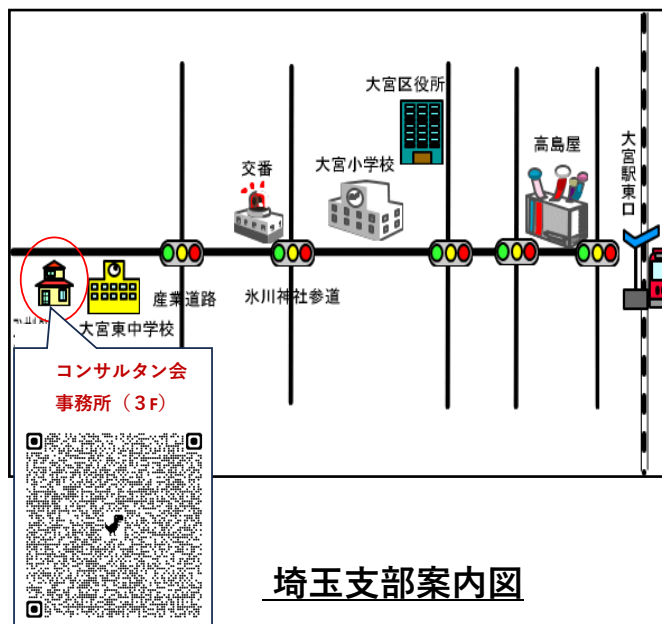 大宮区役所
高島屋
大宮駅東口
交番
大宮小学校
産業道路
氷川神社参道
大宮東中学校
コンサルタン会
事務所（３F）
埼玉支部案内図